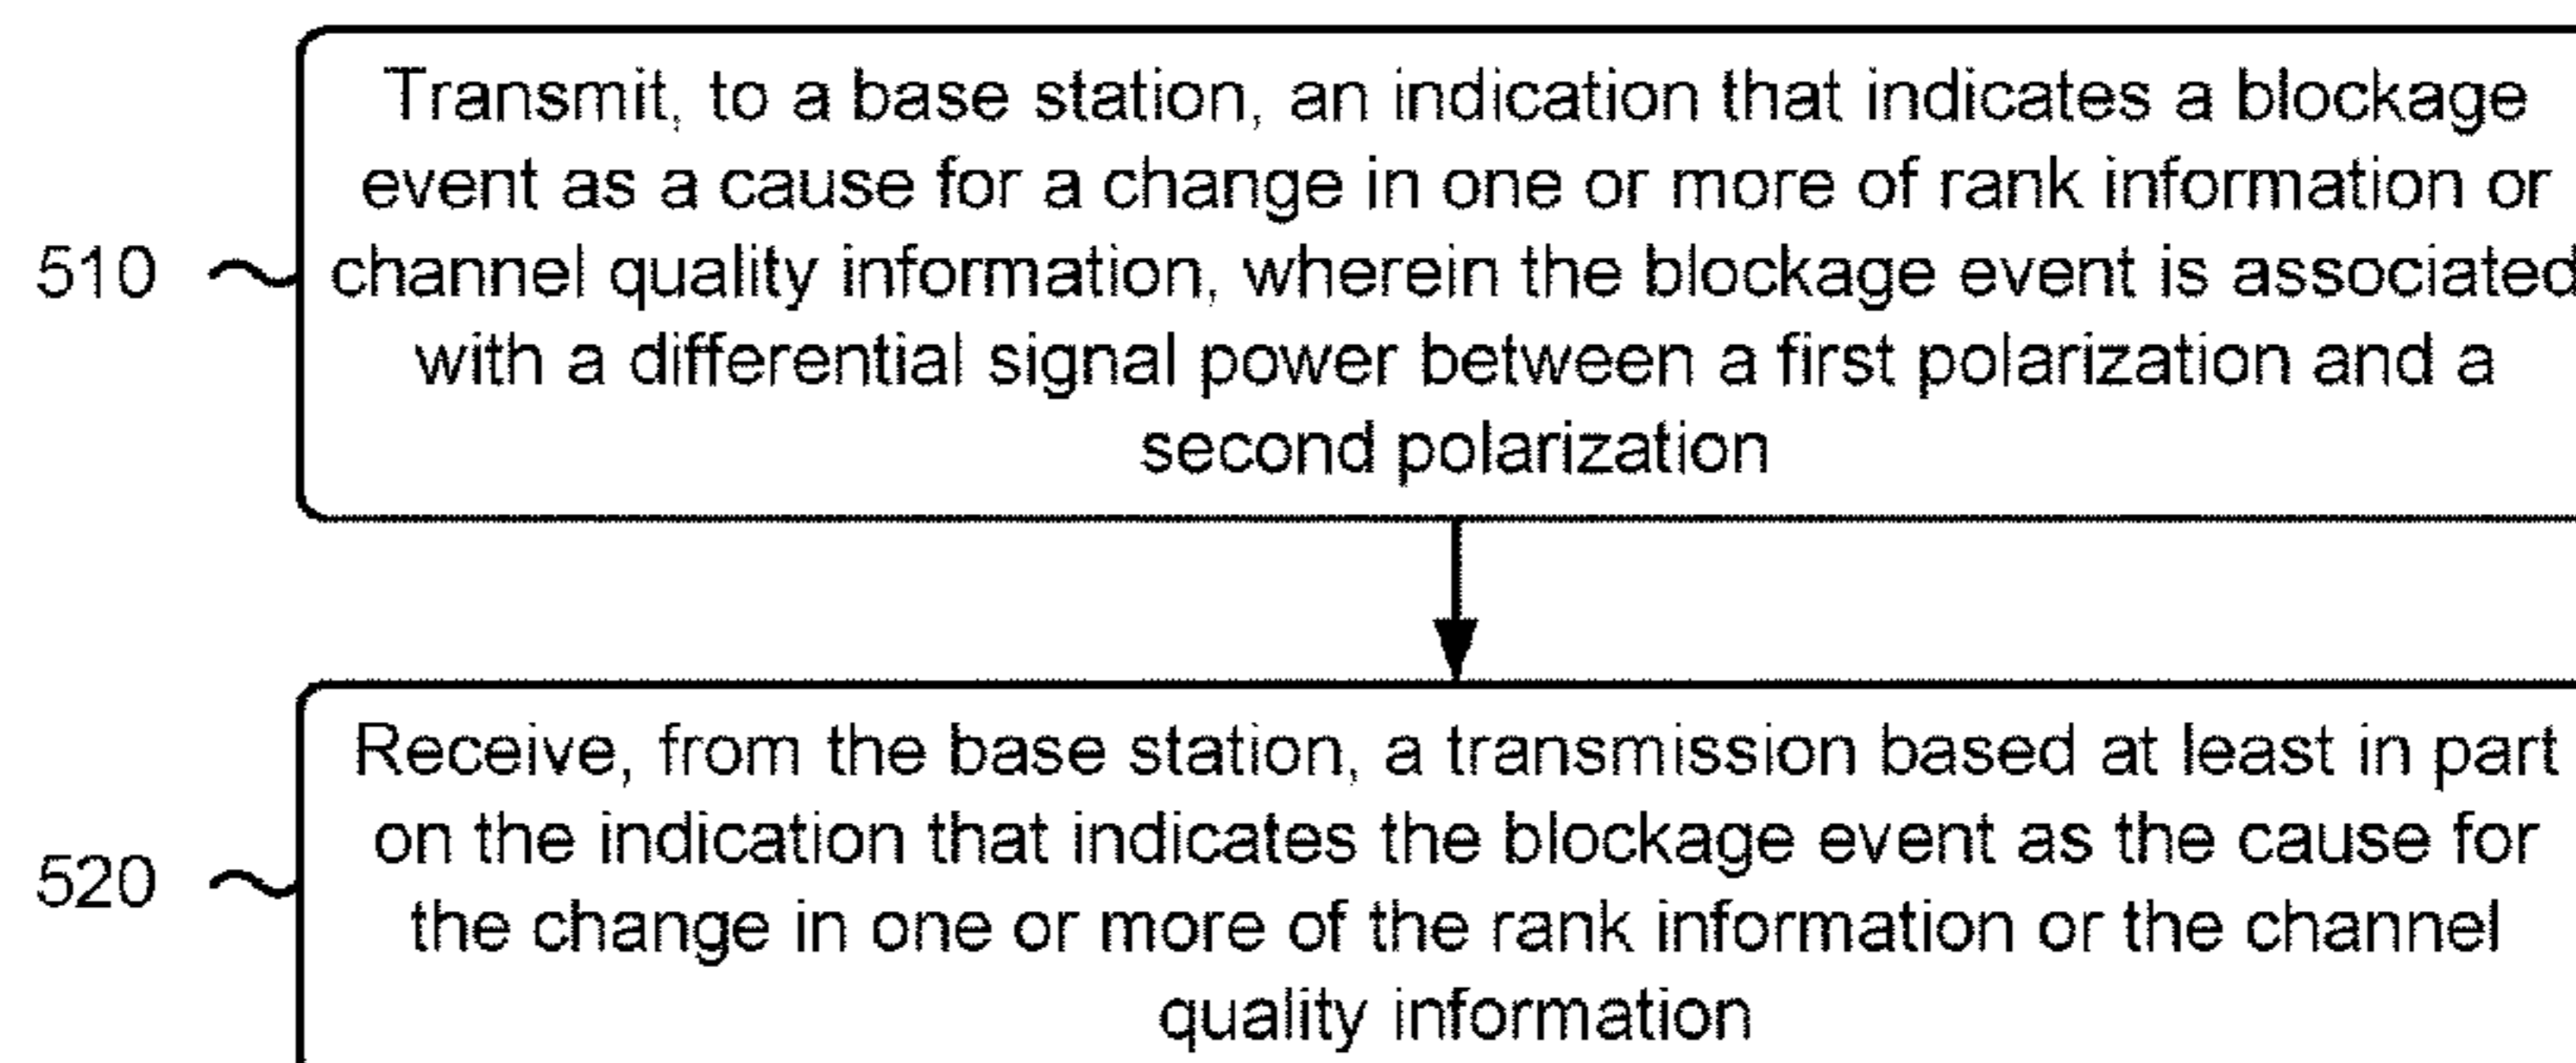 Transmit, to a base station, an indication that indicates a blockage
event as a cause for a change in one or more of rank information or
510
channel quality information, wherein the blockage event is associated
with a differential signal power between a first polarization and a
second polarization
Receive, from the base station, a transmission based at least in part
on the indication that indicates the blockage event as the cause for
520
the change in one or more of the rank information or the channel
quality information